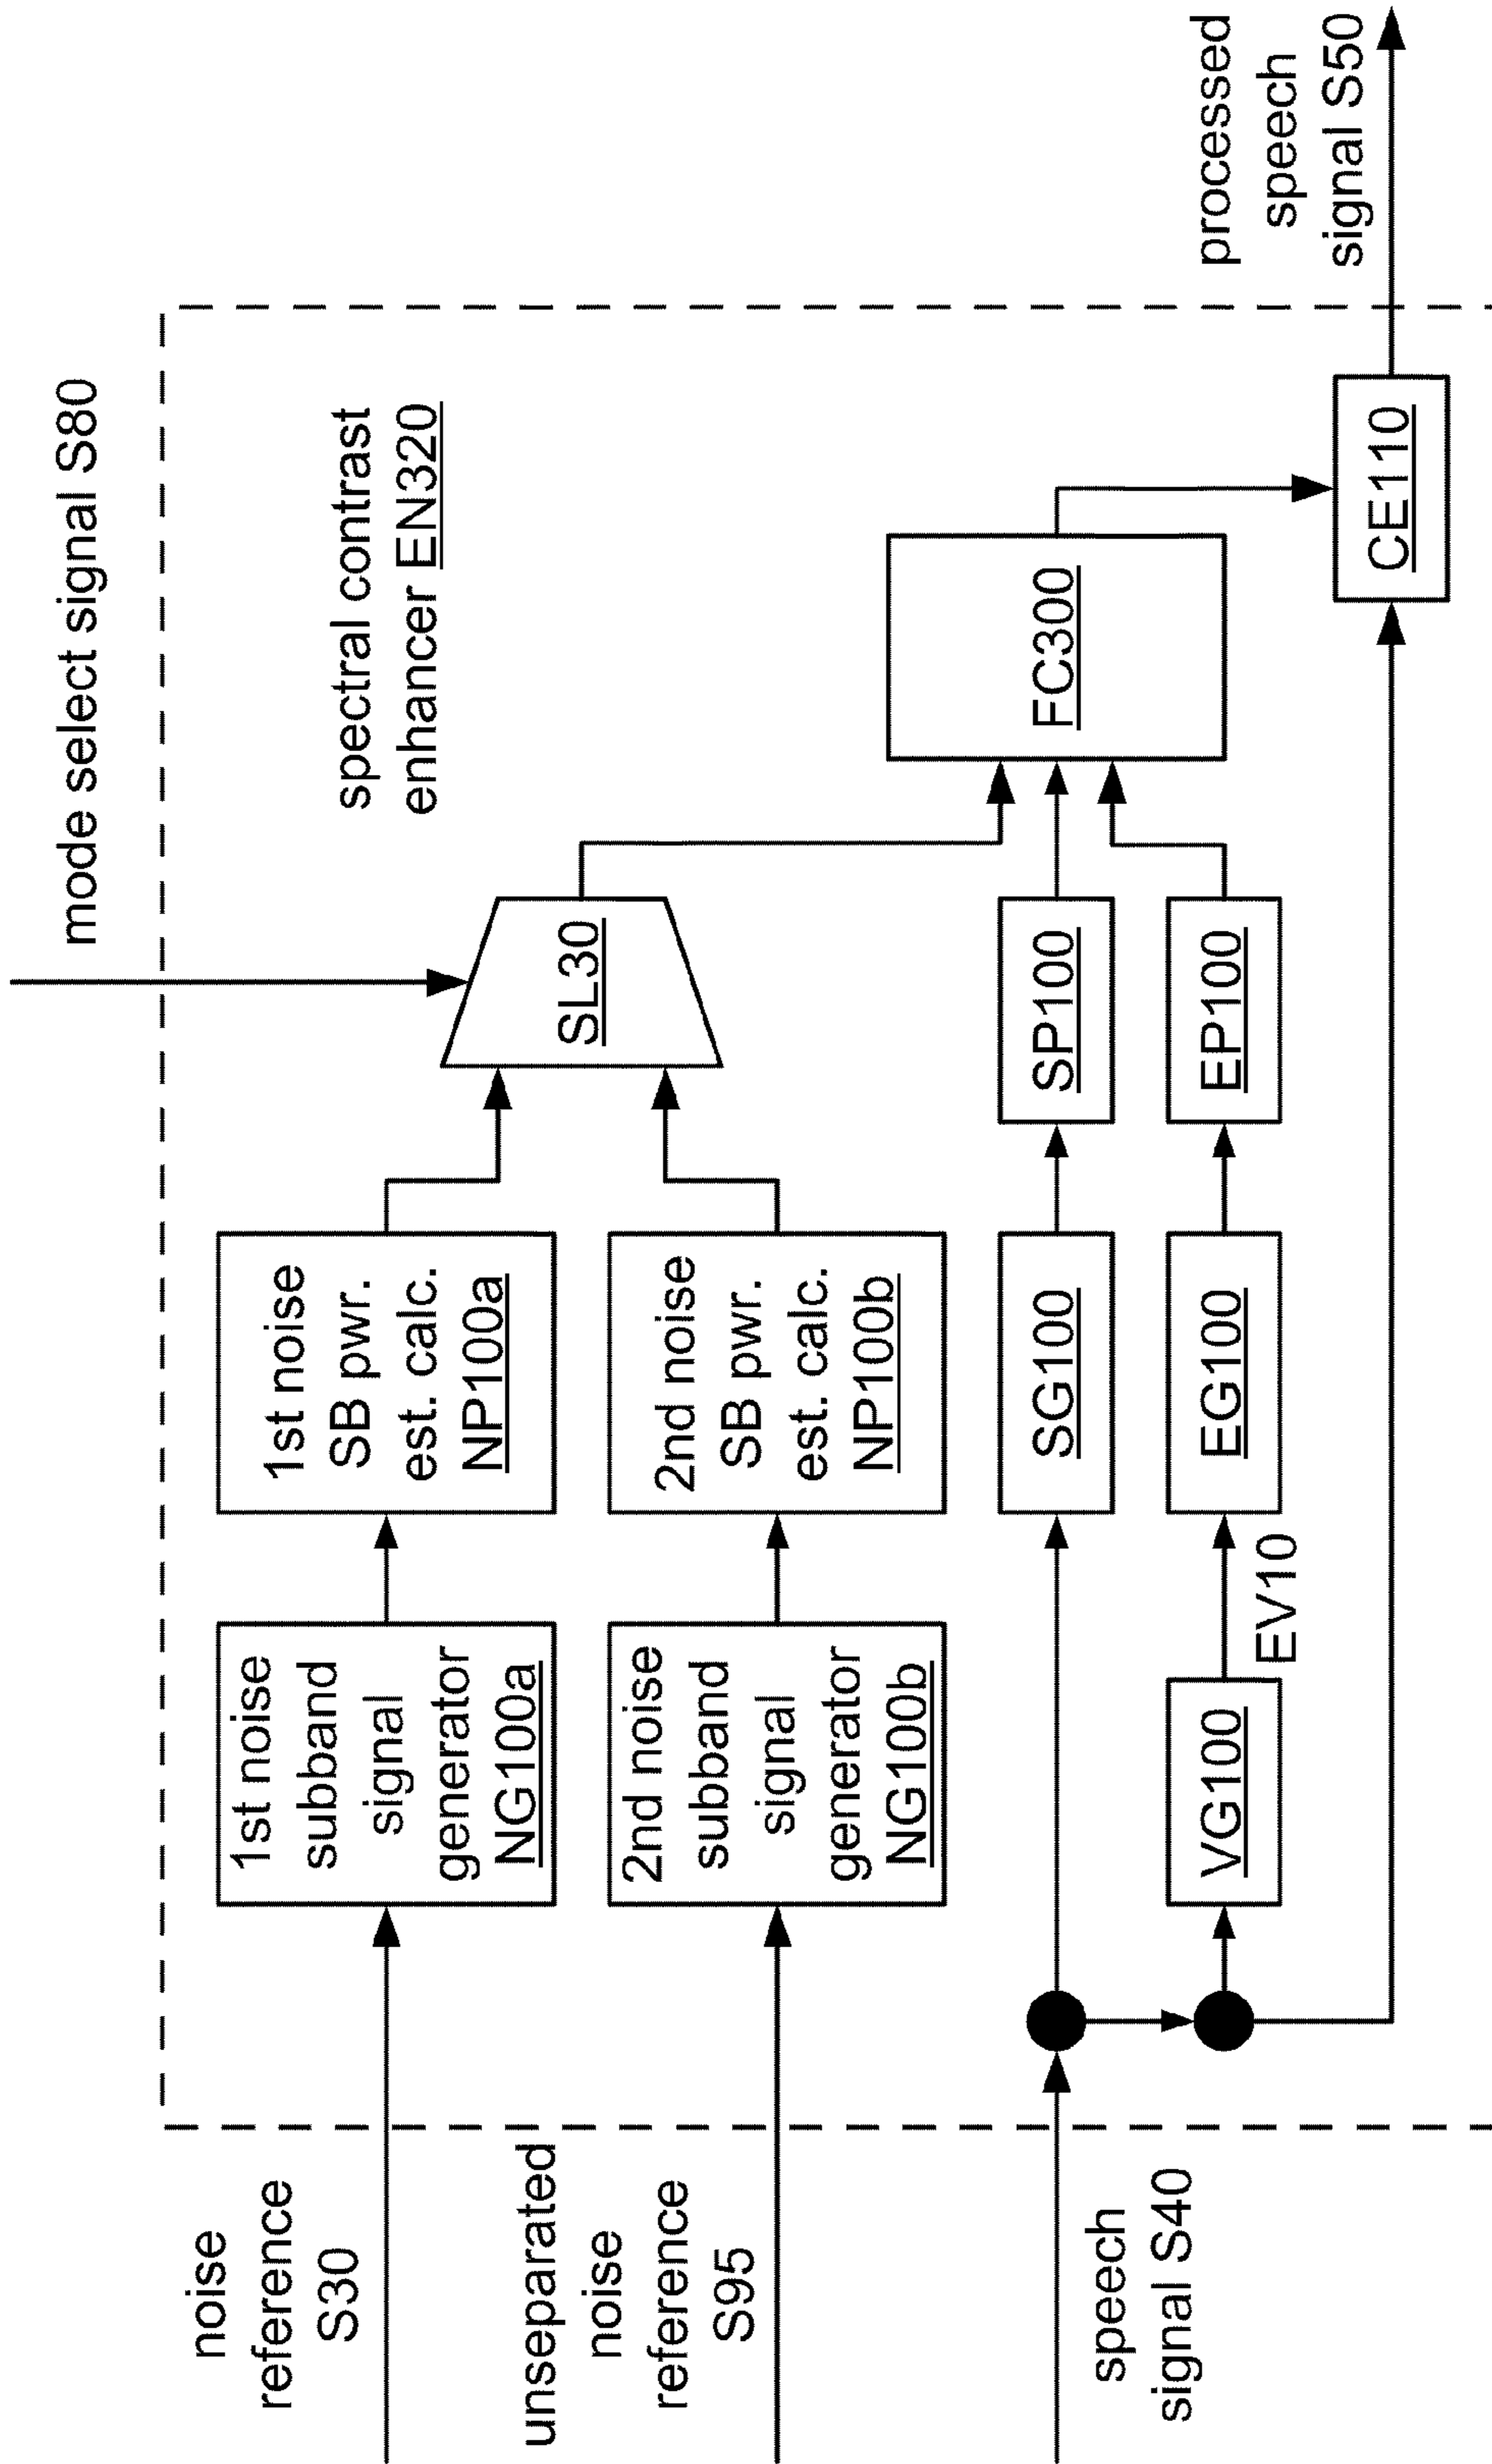 mode select signal S80
spectral contrast
enhancer EN320
noise
reference
S30
1st noise
subband
signal
generator
NG100a
1st noise
SB pwr.
est. calc.
NP100a
SL30
unseparated
noise
reference
S95
2nd noise
subband
signal
generator
NG100b
2nd noise
SB pwr.
est. calc.
NP100b
speech
signal S40
SG100
SP100
FC300
VG100
EV10
EG100
EP100
CE110
processed
speech
signal S50